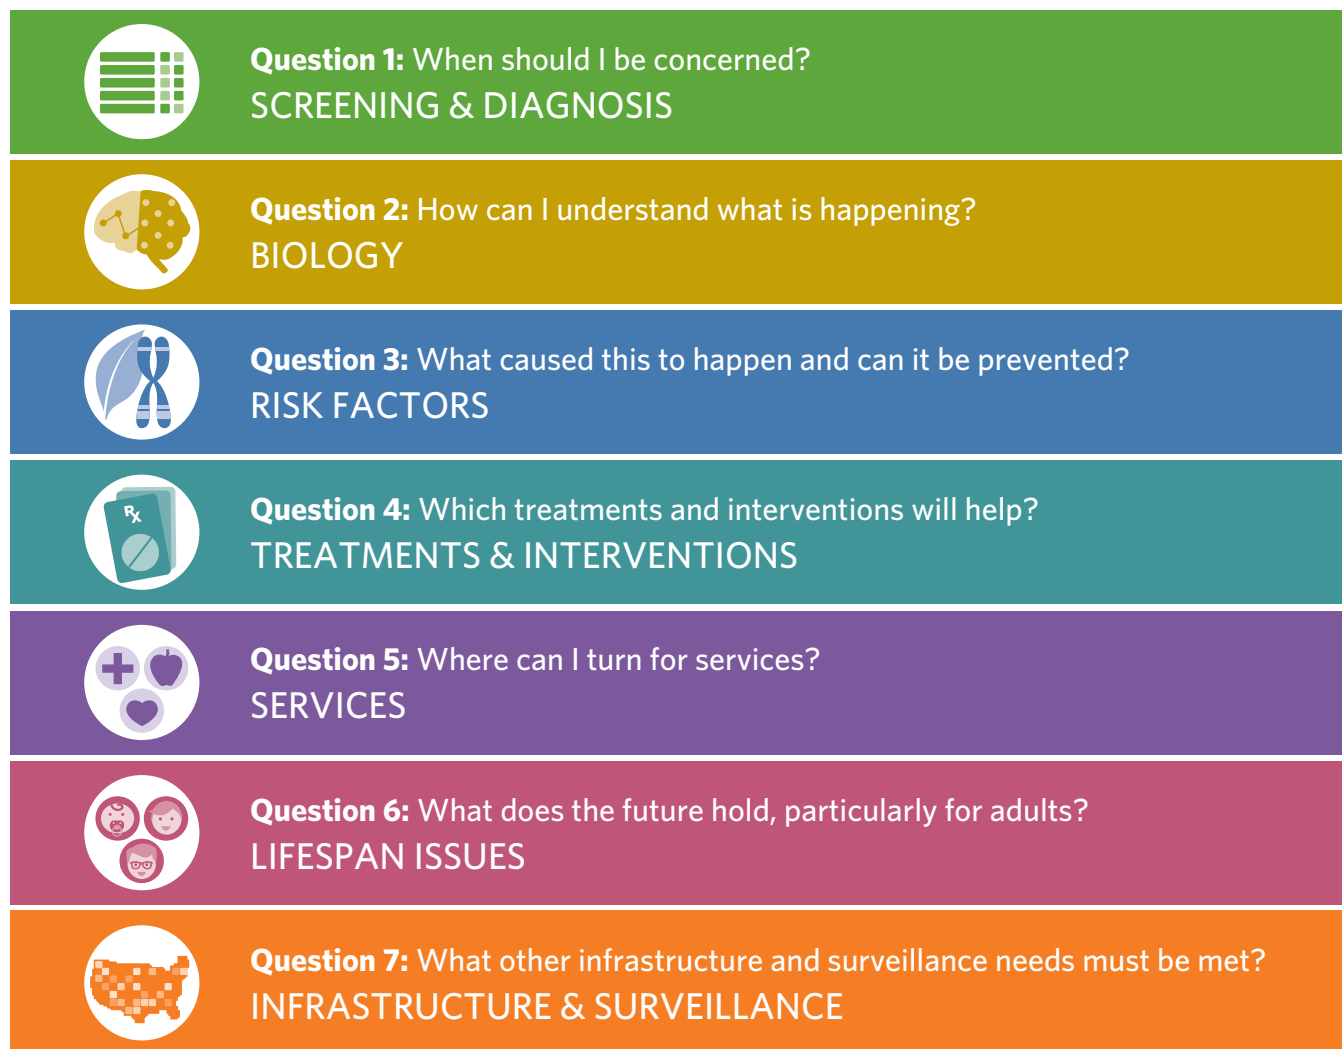 Question 1: When should I be concerned?
SCREENING & DIAGNOSIS
Question 2: How can I understand what is happening?
BIOLOGY
Question 3: What caused this to happen and can it be prevented?
RISK FACTORS
Rx
Question 4: Which treatments and interventions will help?
TREATMENTS & INTERVENTIONS
Question 5: Where can I turn for services?
SERVICES
Question 6: What does the future hold, particularly for adults?
LIFESPAN ISSUES
Question 7: What other infrastructure and surveillance needs must be met?
INFRASTRUCTURE & SURVEILLANCE